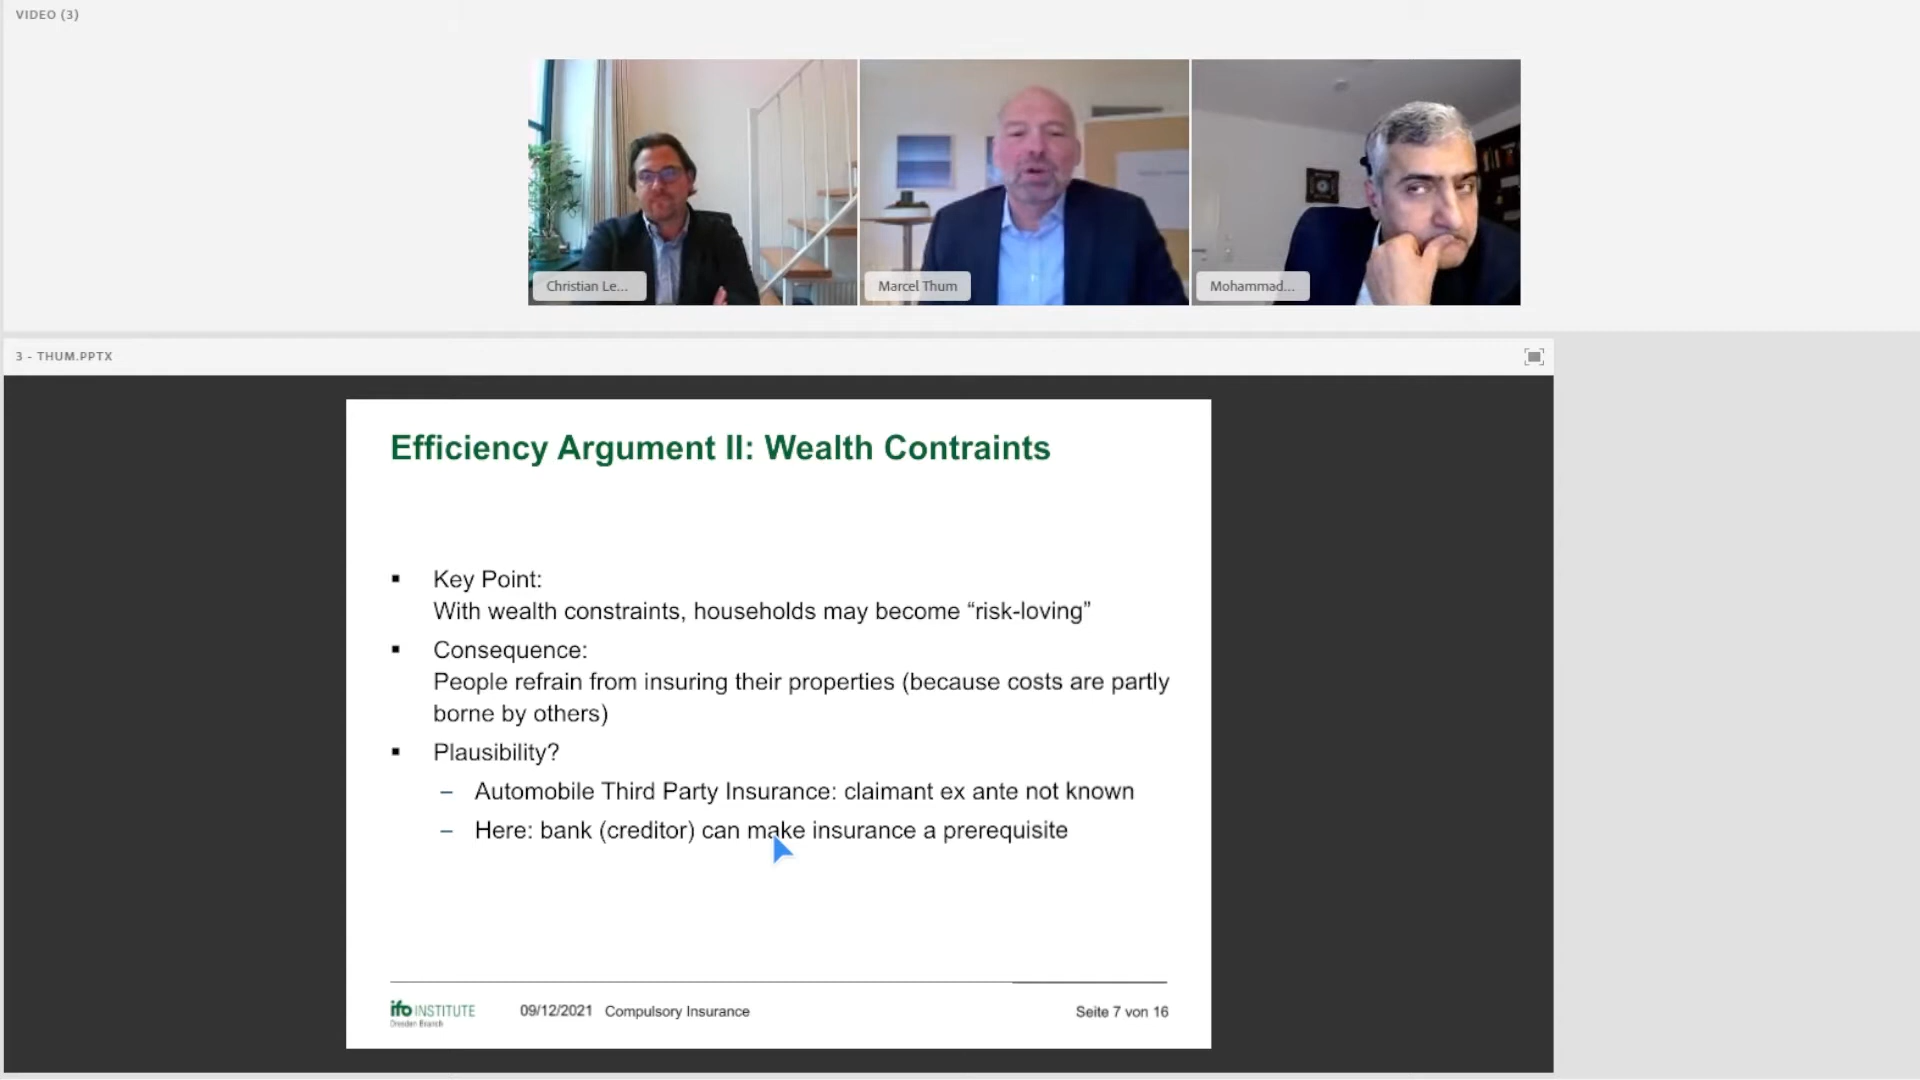 VIDEO (3)
Christian Le...
Marcel Thum
Mohammad...
3 - THUM.PPTX
Efficiency Argument II: Wealth Contraints
▪ Key Point:
With wealth constraints, households may become “risk-loving”
▪ Consequence:
People refrain from insuring their properties (because costs are partly
borne by others)
▪ Plausibility?
– Automobile Third Party Insurance: claimant ex ante not known
– Here: bank (creditor) can make insurance a prerequisite
ifo INSTITUTE
Dresden Branch
09/12/2021 Compulsory Insurance
Seite 7 von 16